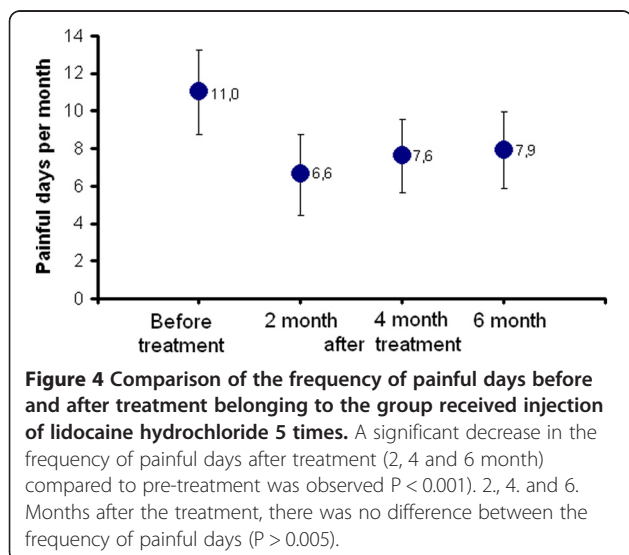 14
12
10
8
6
4
2
0
Painful days per month
11,0
6,6
7,6
7,9
Before 2 month 4 month 6 month
treatment after treatment
Figure 4 Comparison of the frequency of painful days before
and after treatment belonging to the group received injection
of lidocaine hydrochloride 5 times. A significant decrease in the
frequency of painful days after treatment (2, 4 and 6 month)
compared to pre-treatment was observed P < 0.001). 2., 4. and 6.
Months after the treatment, there was no difference between the
frequency of painful days (P > 0.005).